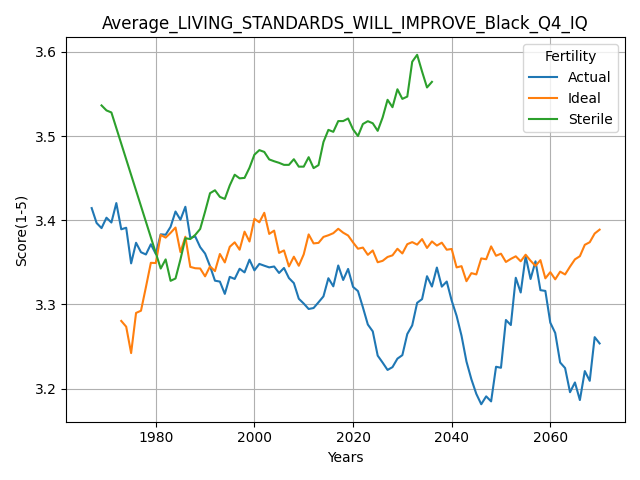 Average_LIVING_STANDARDS_WILL_IMPROVE_Black_Q4_IQ
Fertility
Actual
Ideal
Sterile
Score(1-5)
3.6
3.5
3.4
3.3
3.2
1980 2000 2020 2040 2060
Years